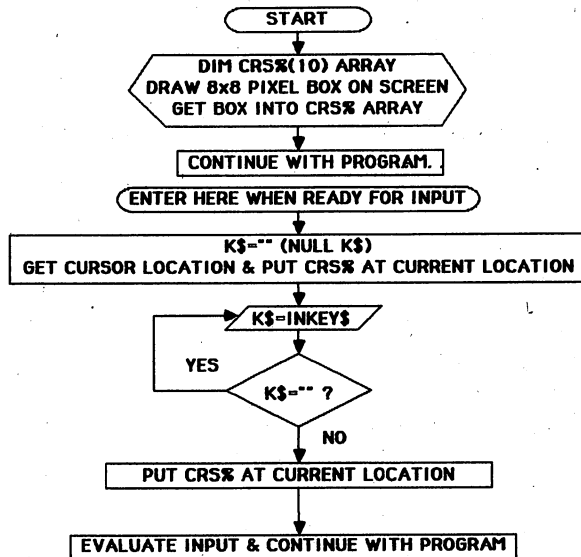 START
DIM CRS%(10) ARRAY
DRAW 8x8 PIXEL BOX ON SCREEN
GET BOX INTO CRS% ARRAY
CONTINUE WITH PROGRAM.
ENTER HERE WHEN READY FOR INPUT
K$="" (NULL K$)
GET CURSOR LOCATION & PUT CRS% AT CURRENT LOCATION
K$=INKEY$
YES
K$="" ?
NO
PUT CRS% AT CURRENT LOCATION
EVALUATE INPUT & CONTINUE WITH PROGRAM